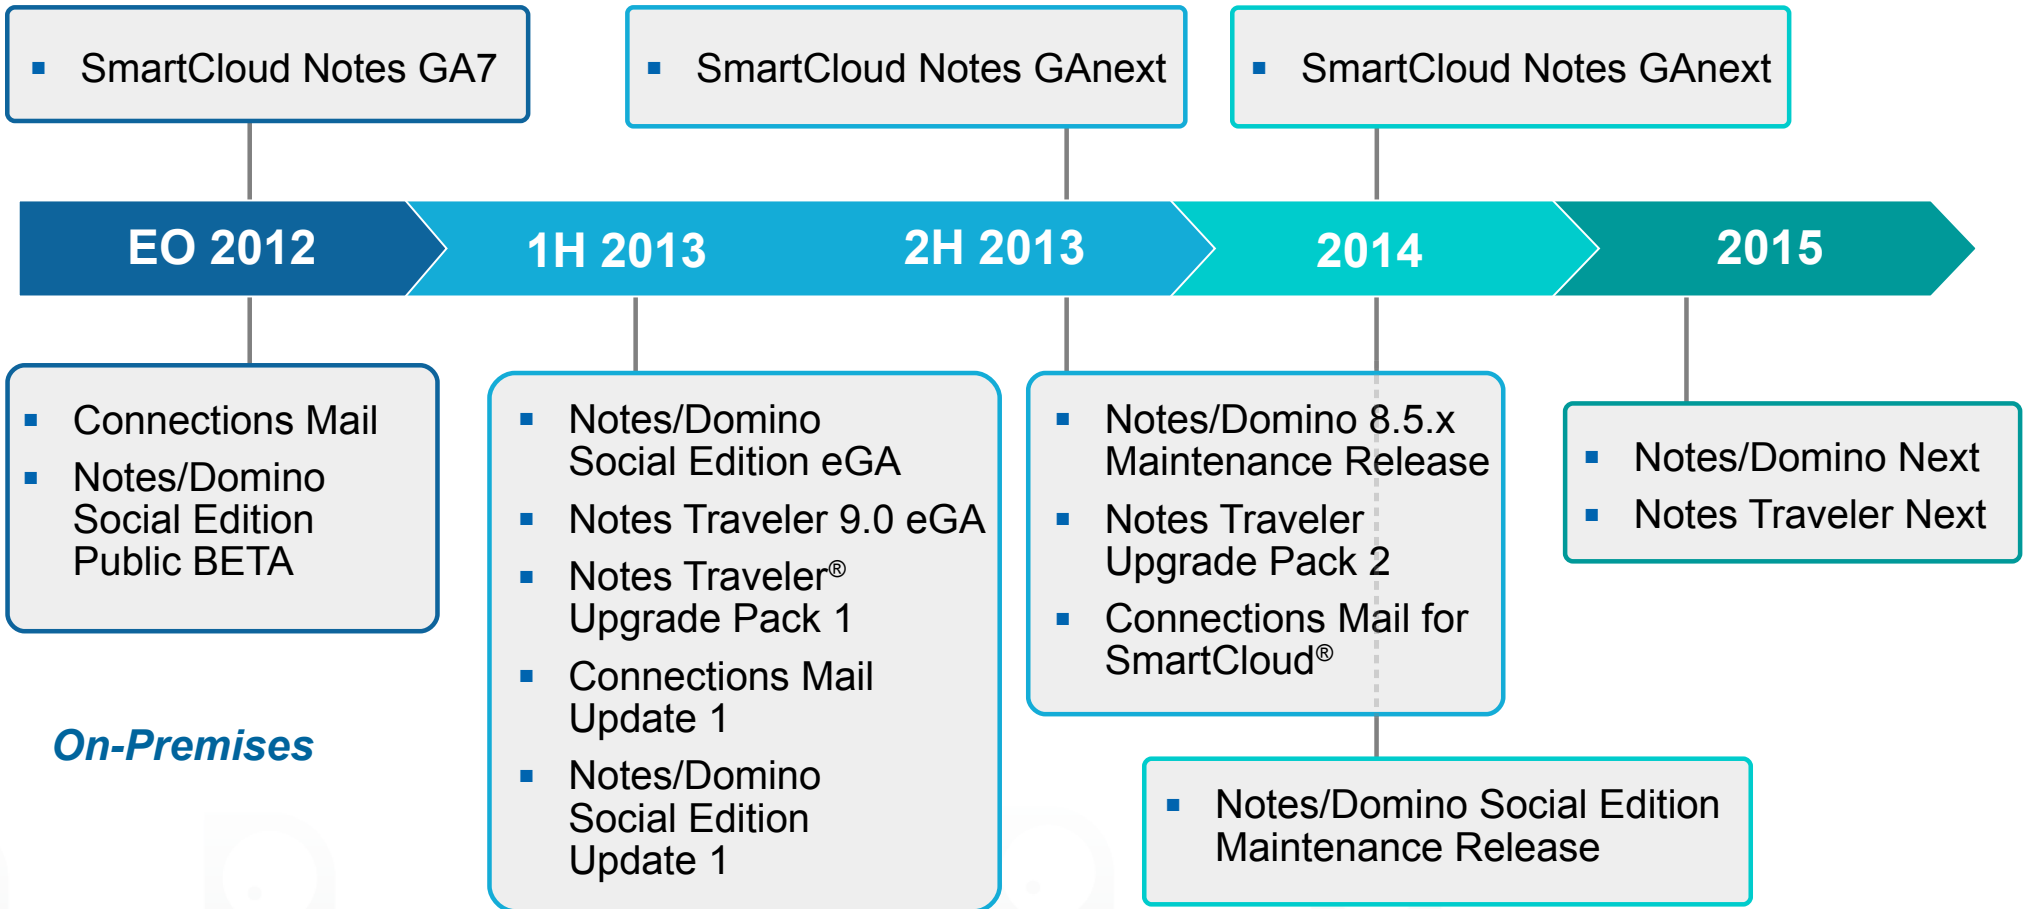 SmartCloud Notes GA7
SmartCloud Notes GAnext
SmartCloud Notes GAnext
EO 2012
1H 2013
2H 2013
2014
2015
Connections Mail
Notes/Domino
Social Edition
Public BETA
Notes/Domino
Social Edition eGA
Notes Traveler 9.0 eGA
Notes Traveler®
Upgrade Pack 1
Connections Mail
Update 1
Notes/Domino
Social Edition
Update 1
Notes/Domino 8.5.x
Maintenance Release
Notes Traveler
Upgrade Pack 2
Connections Mail for
SmartCloud®
Notes/Domino Next
Notes Traveler Next
On-Premises
Notes/Domino Social Edition
Maintenance Release